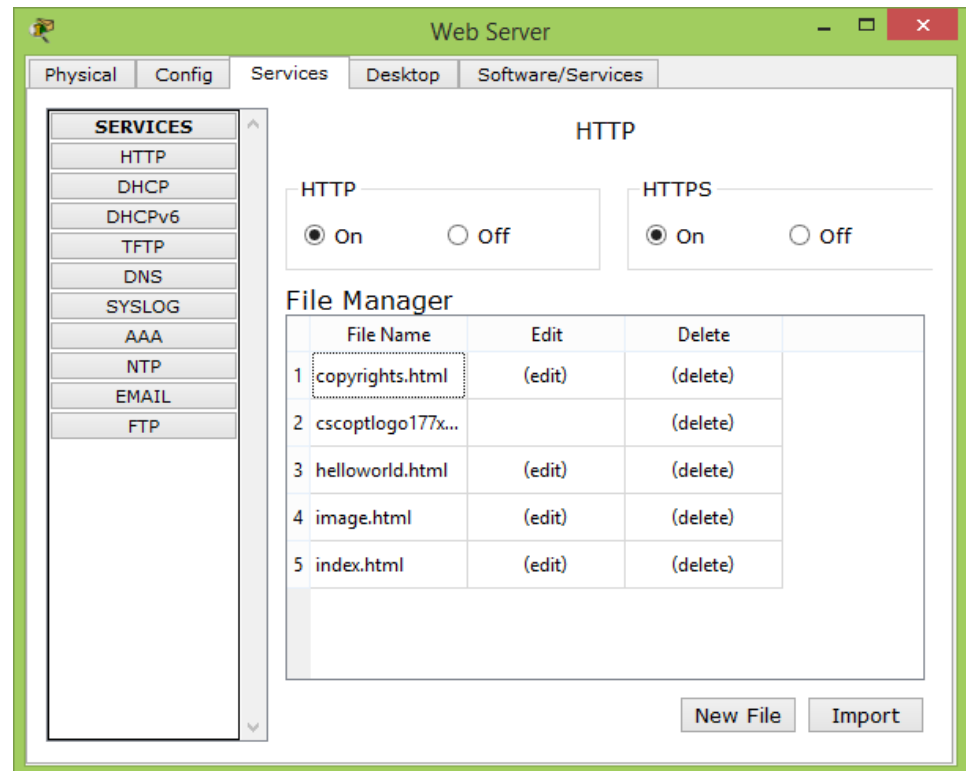 Web Server
Physical Config Services Desktop Software/Services
SERVICES
HTTP
DHCP
DHCPv6
TFTP
DNS
SYSLOG
AAA
NTP
EMAIL
FTP
HTTP
HTTP
On Off
HTTPS
On Off
File Manager
File Name Edit Delete
1 copyrights.html (edit) (delete)
2 cscoptlogo177x... (delete)
3 helloworld.html (edit) (delete)
4 image.html (edit) (delete)
5 index.html (edit) (delete)
New File Import